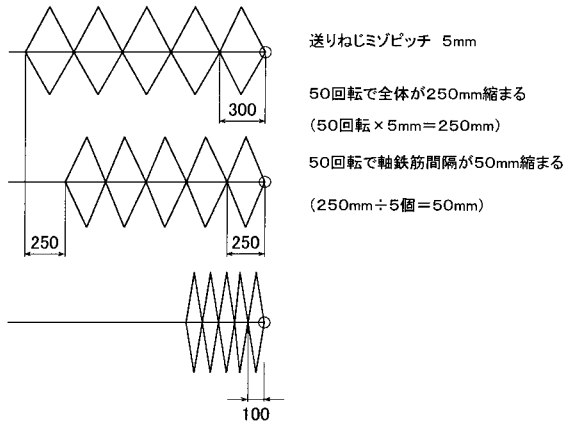 送りねじミゾピッチ 5mm
300
50回転で全体が250mm縮まる
(50回転×5mm=250mm)
50回転で軸鉄筋間隔が50mm縮まる
(250mm÷5個=50mm)
250
250
100